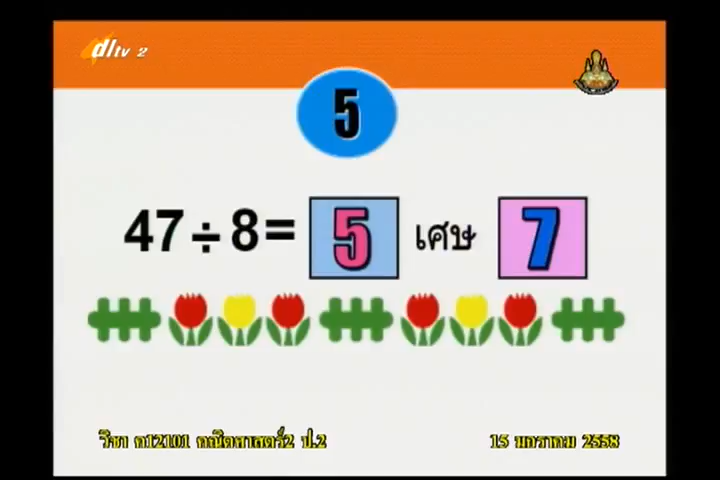 dltv 2
5
47÷8= 5 เศษ 7
วิชา ค12101 คณิตศาสตร์2 ป.2
15 มกราคม 2558